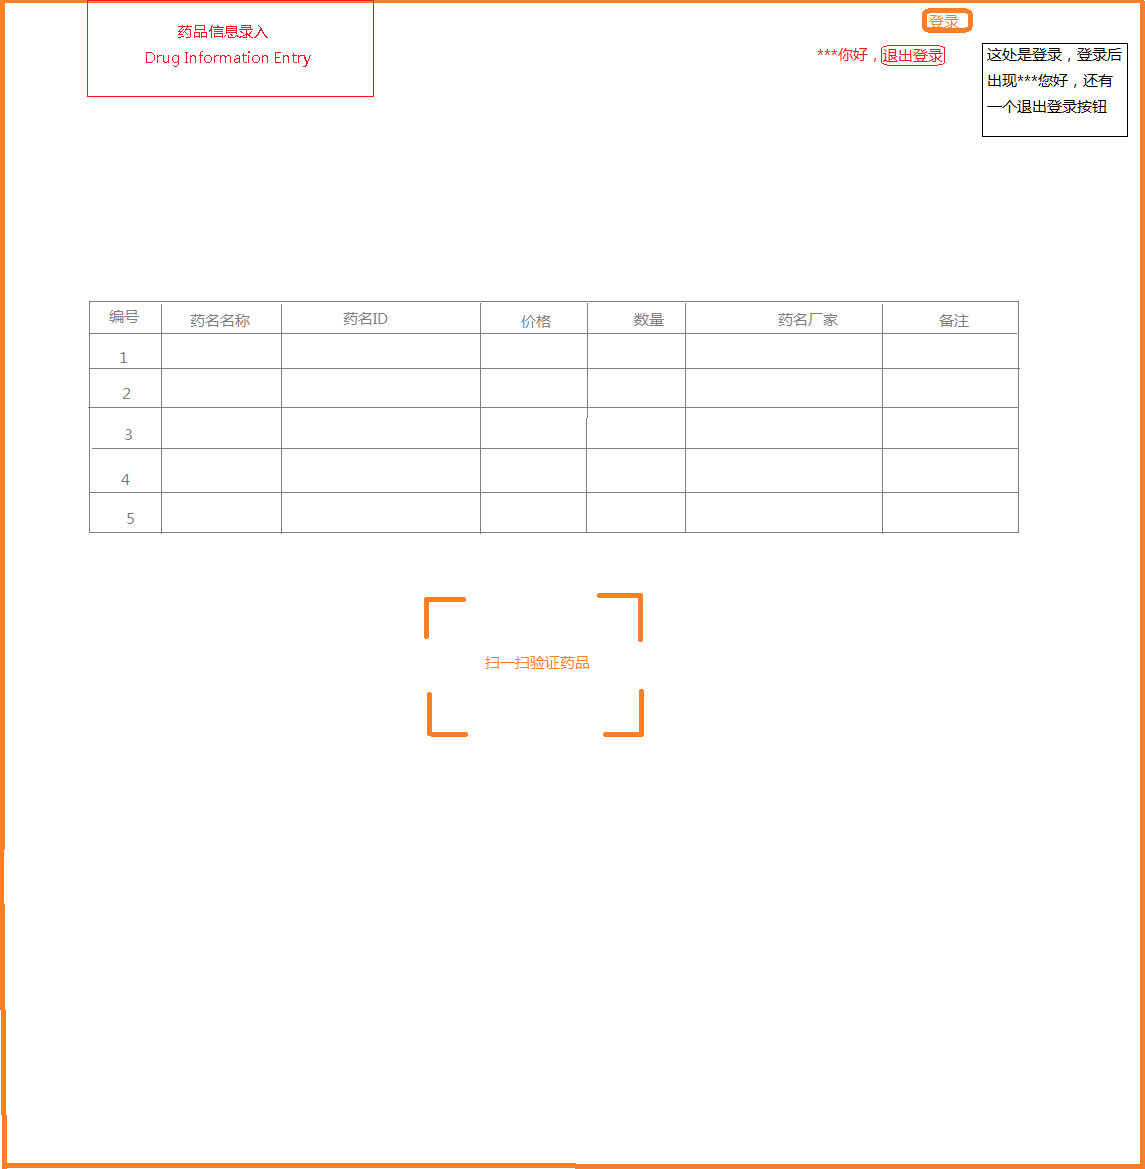 药品信息录入
Drug Information Entry
登录
***你好，退出登录
这处是登录，登录后
出现***您好，还有
一个退出登录按钮
编号 药名名称 药名ID 价格 数量 药名厂家 备注
1
2
3
4
5
扫一扫验证药品